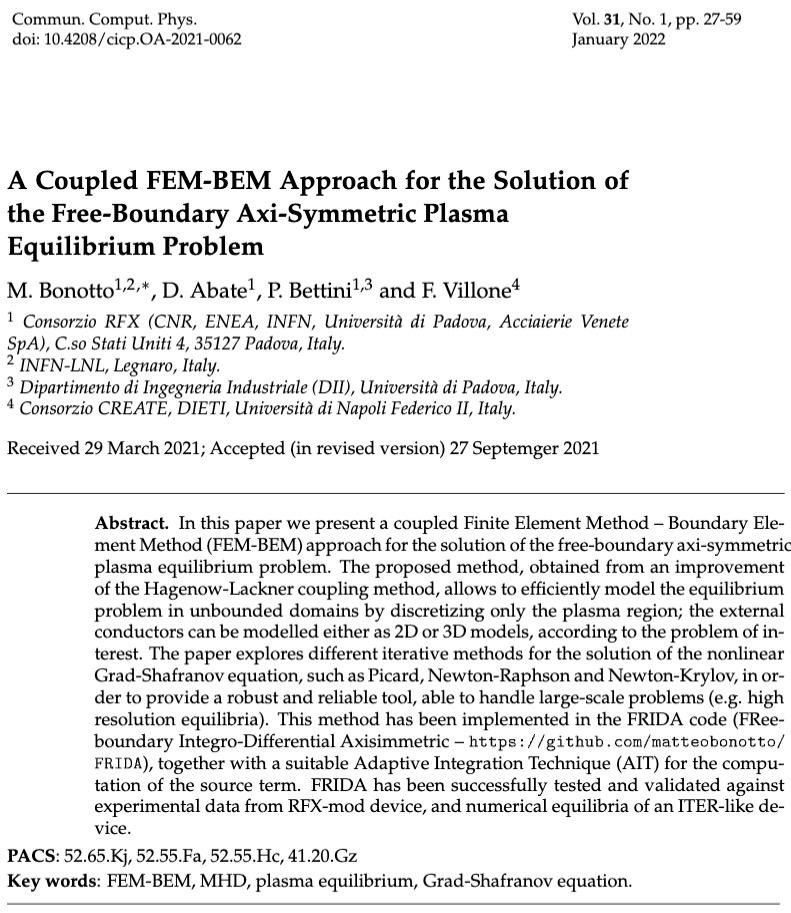 Commun. Comput. Phys.
doi: 10.4208/cicp.OA-2021-0062
Vol. 31, No. 1, pp. 27-59
January 2022
A Coupled FEM-BEM Approach for the Solution of
the Free-Boundary Axi-Symmetric Plasma
Equilibrium Problem
M. Bonotto1,2,*, D. Abate1, P. Bettini1,3 and F. Villone4
1 Consorzio RFX (CNR, ENEA, INFN, Università di Padova, Acciaierie Venete
SpA), C.so Stati Uniti 4, 35127 Padova, Italy.
2 INFN-LNL, Legnaro, Italy.
3 Dipartimento di Ingegneria Industriale (DII), Università di Padova, Italy.
4 Consorzio CREATE, DIETI, Università di Napoli Federico II, Italy.
Received 29 March 2021; Accepted (in revised version) 27 Septemger 2021
Abstract. In this paper we present a coupled Finite Element Method – Boundary Ele-
ment Method (FEM-BEM) approach for the solution of the free-boundary axi-symmetric
plasma equilibrium problem. The proposed method, obtained from an improvement
of the Hagenow-Lackner coupling method, allows to efficiently model the equilibrium
problem in unbounded domains by discretizing only the plasma region; the external
conductors can be modelled either as 2D or 3D models, according to the problem of in-
terest. The paper explores different iterative methods for the solution of the nonlinear
Grad-Shafranov equation, such as Picard, Newton-Raphson and Newton-Krylov, in or-
der to provide a robust and reliable tool, able to handle large-scale problems (e.g. high
resolution equilibria). This method has been implemented in the FRIDA code (FRee-
boundary Integro-Differential Axisimmetric – https://github.com/matteobonotto/
FRIDA), together with a suitable Adaptive Integration Technique (AIT) for the compu-
tation of the source term. FRIDA has been successfully tested and validated against
experimental data from RFX-mod device, and numerical equilibria of an ITER-like de-
vice.
PACS: 52.65.Kj, 52.55.Fa, 52.55.Hc, 41.20.Gz
Key words: FEM-BEM, MHD, plasma equilibrium, Grad-Shafranov equation.